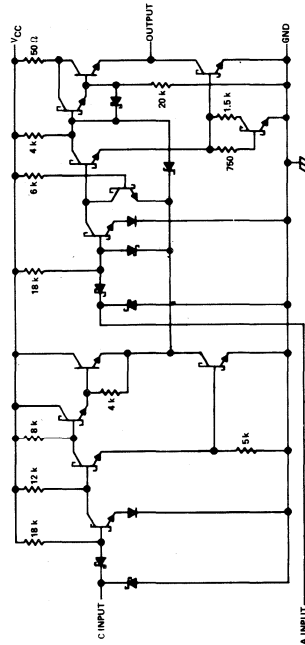 VCC
50 Ω
OUTPUT
GND
4 k
20 k
1.5 k
6 k
750
18 k
4 k
8 k
5 k
12 k
18 k
C INPUT
A INPUT